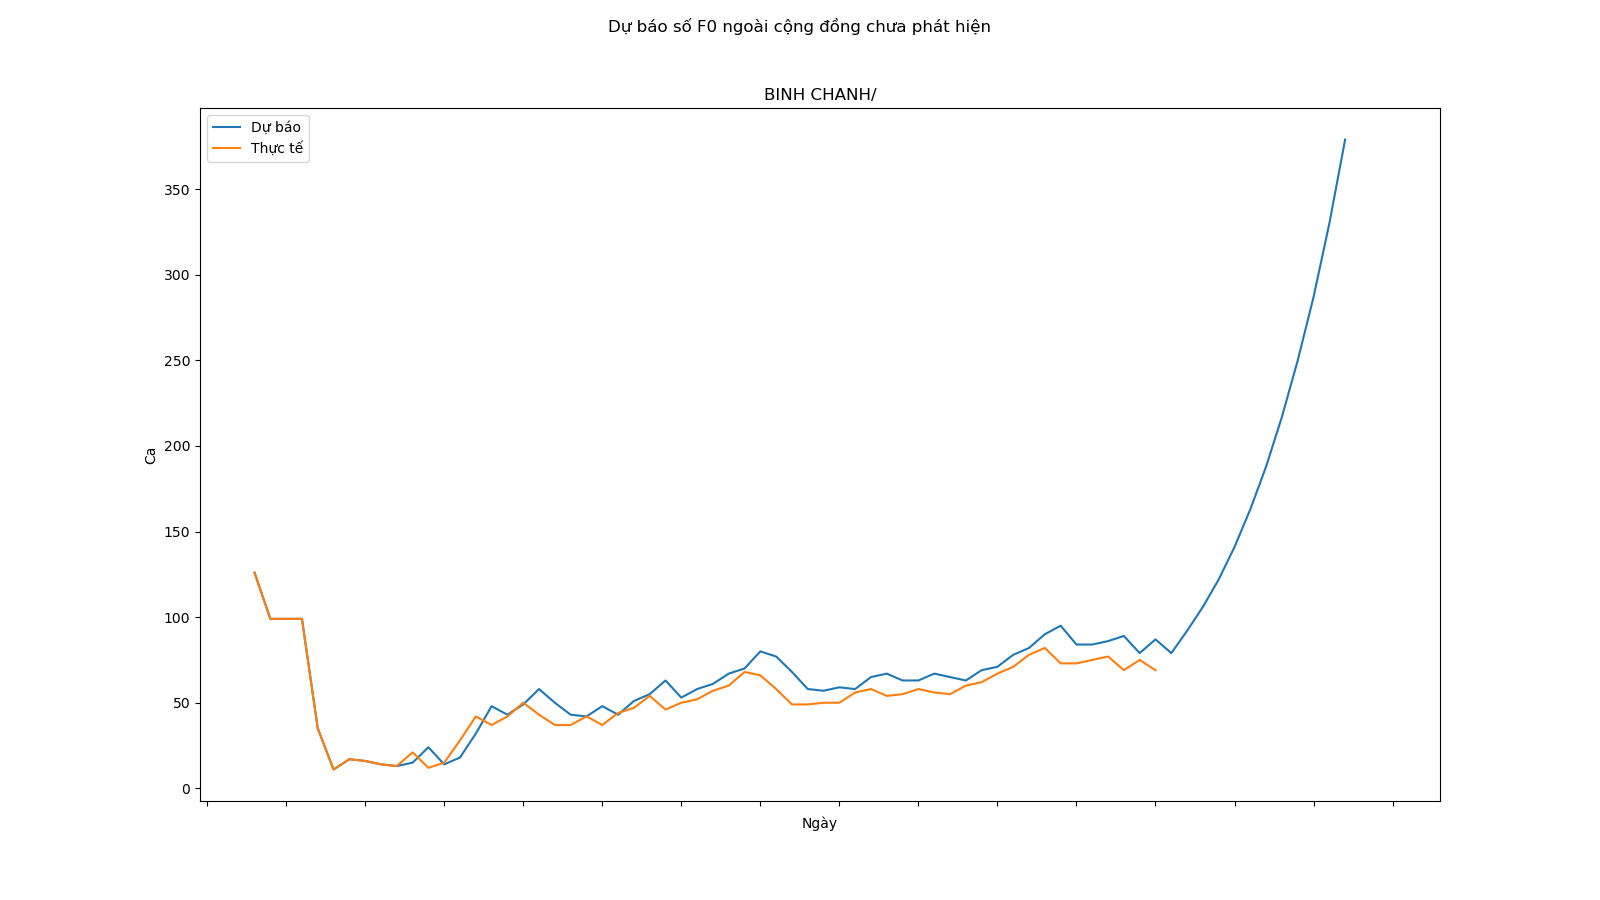 Dự báo số F0 ngoài cộng đồng chưa phát hiện
BINH CHANH/
Dự báo
Thực tế
350
300
250
200
150
100
50
0
Ca
Ngày